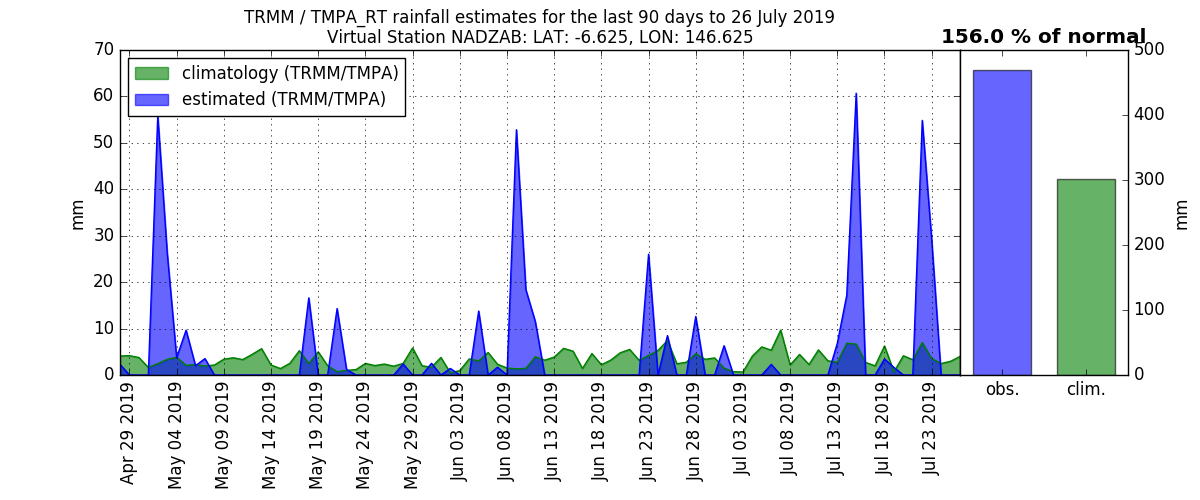 TRMM / TMPA_RT rainfall estimates for the last 90 days to 26 July 2019
Virtual Station NADZAB: LAT: -6.625, LON: 146.625
156.0 % of normal
climatology (TRMM/TMPA)
estimated (TRMM/TMPA)
70
60
50
40
30
20
10
0
mm
Apr 29 2019
May 04 2019
May 09 2019
May 14 2019
May 19 2019
May 24 2019
May 29 2019
Jun 03 2019
Jun 08 2019
Jun 13 2019
Jun 18 2019
Jun 23 2019
Jun 28 2019
Jul 03 2019
Jul 08 2019
Jul 13 2019
Jul 18 2019
Jul 23 2019
obs.
clim.
500
400
300
200
100
0
mm